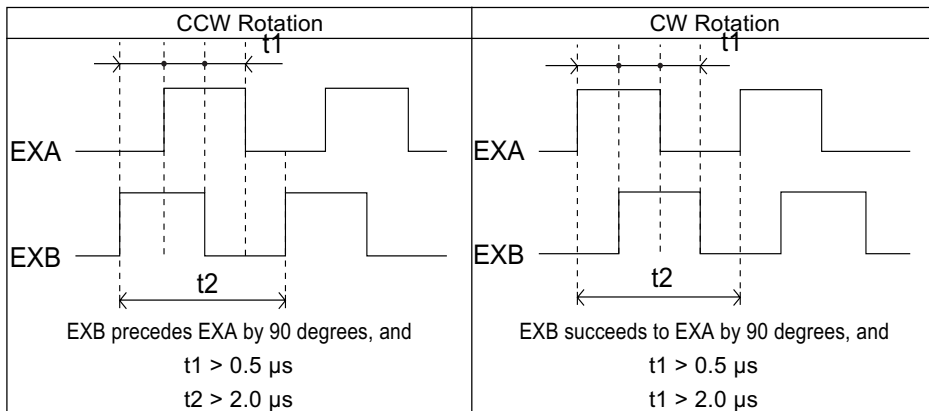 CCW Rotation
t1
EXA
EXB
t2
EXB precedes EXA by 90 degrees, and
t1 > 0.5 µs
t2 > 2.0 µs
CW Rotation
t1
EXA
EXB
t2
EXB succeeds to EXA by 90 degrees, and
t1 > 0.5 µs
t1 > 2.0 µs